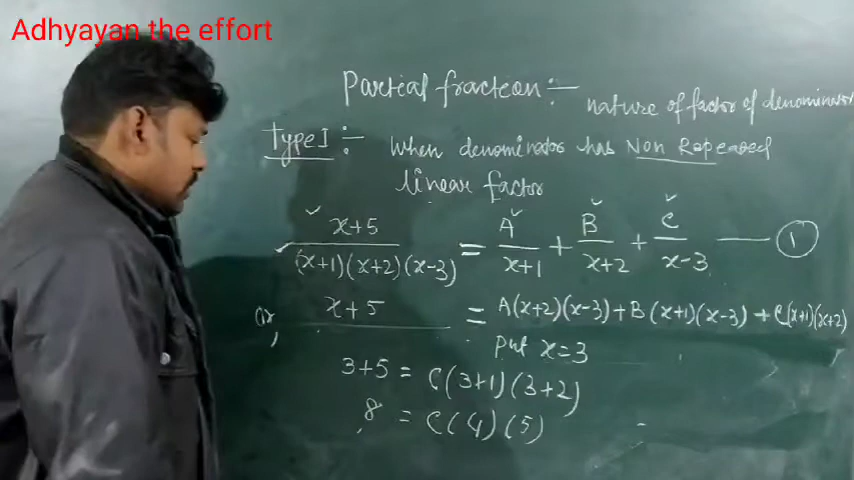 Adhyayan the effort
Partial fraction:-
nature of factor of denominator
Type I:- When denominator has Non Repeated
linear factor
x+5/(x+1)(x+2)(x-3) = A/x+1 + B/x+2 + C/x-3 —— ①
or, x+5 = A(x+2)(x-3)+B(x+1)(x-3)+C(x+1)(x+2)
put x=3
3+5 = C(3+1)(3+2)
8 = C(4)(5)